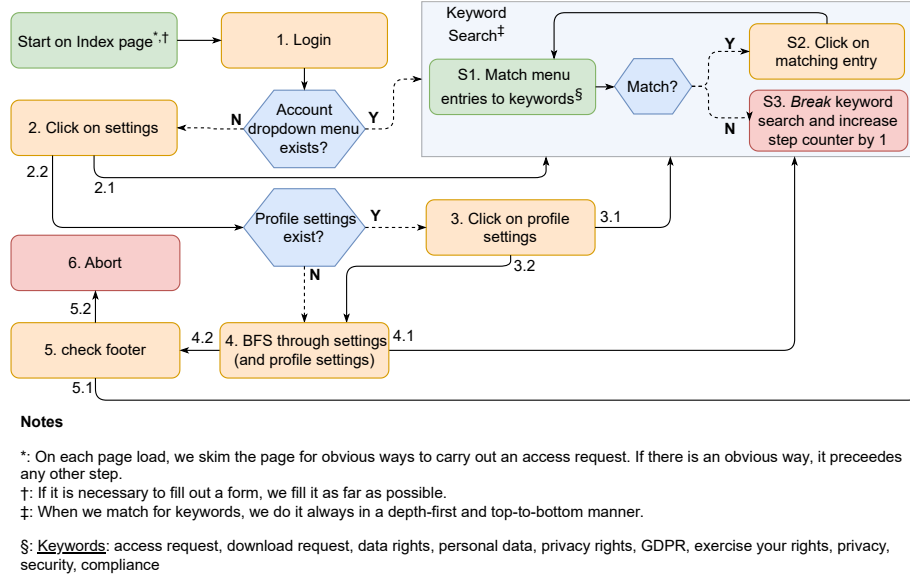 Keyword
Search‡
Start on Index page*,†
1. Login
Y
S2. Click on
matching entry
S1. Match menu
entries to keywords§
Match?
Account
dropdown menu
exists?
N
Y
2. Click on settings
N
S3. Break keyword
search and increase
step counter by 1
2.2
2.1
Profile settings
exist?
Y
3. Click on profile
settings
3.1
N
3.2
6. Abort
5.2
5. check footer
4.2
4. BFS through settings
(and profile settings)
4.1
5.1
Notes
*: On each page load, we skim the page for obvious ways to carry out an access request. If there is an obvious way, it preceedes
any other step.
†: If it is necessary to fill out a form, we fill it as far as possible.
‡: When we match for keywords, we do it always in a depth-first and top-to-bottom manner.
§: Keywords: access request, download request, data rights, personal data, privacy rights, GDPR, exercise your rights, privacy,
security, compliance